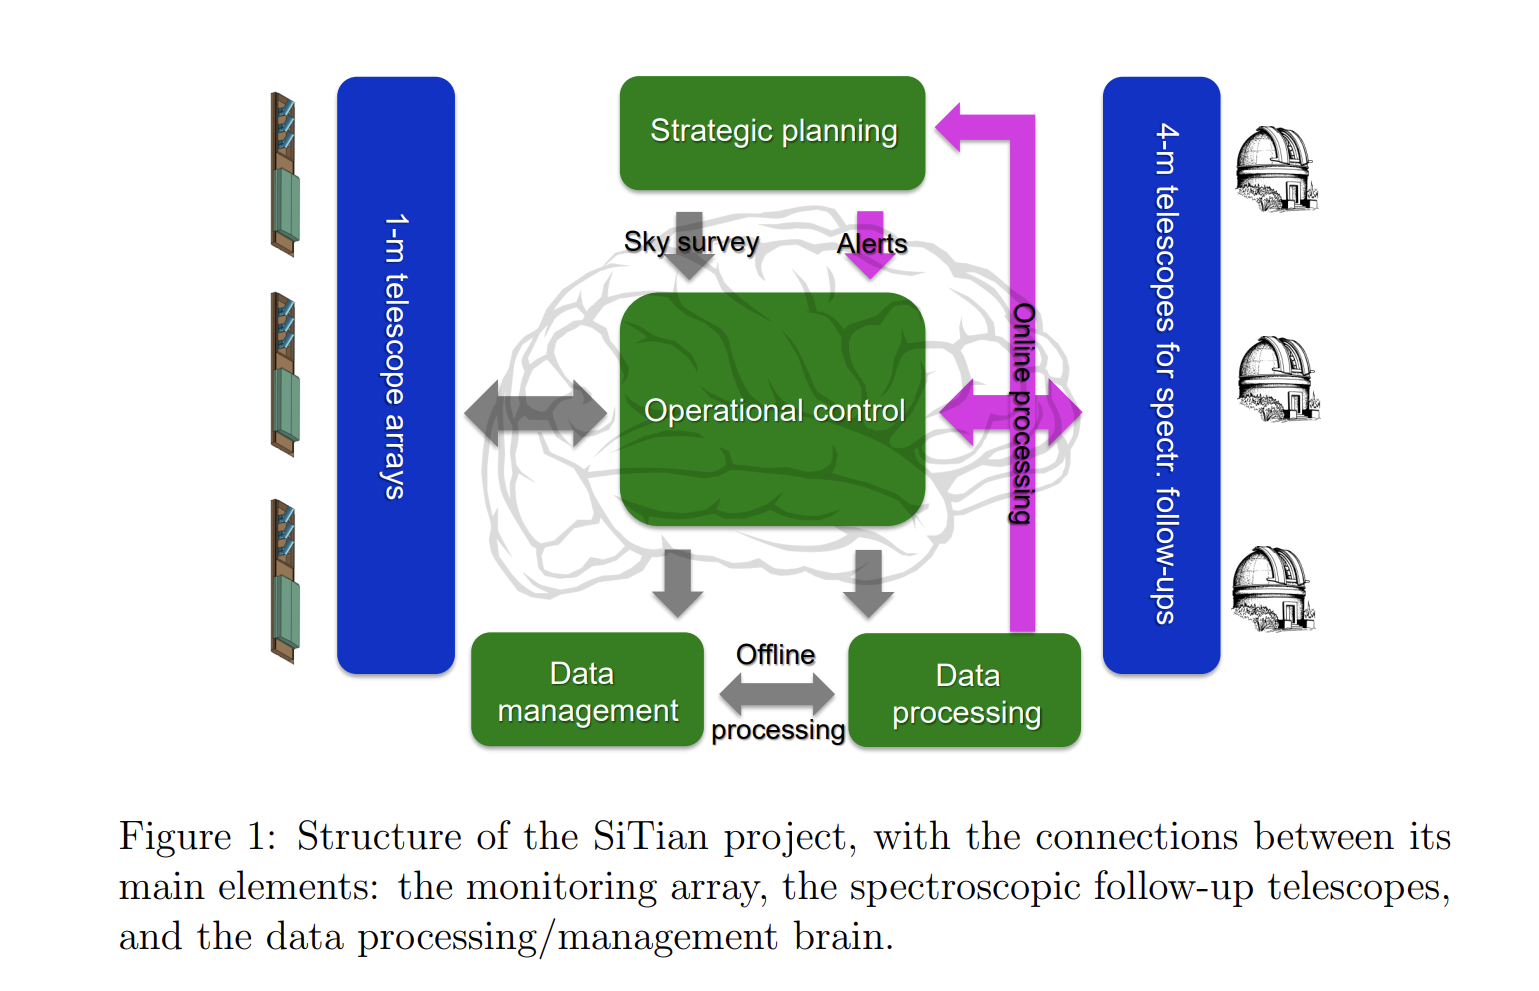 Strategic planning
Sky survey
Alerts
1-m telescope arrays
Operational control
Online processing
4-m telescopes for spectr. follow-ups
Data
management
Offline
processing
Data
processing
Figure 1: Structure of the SiTian project, with the connections between its
main elements: the monitoring array, the spectroscopic follow-up telescopes,
and the data processing/management brain.